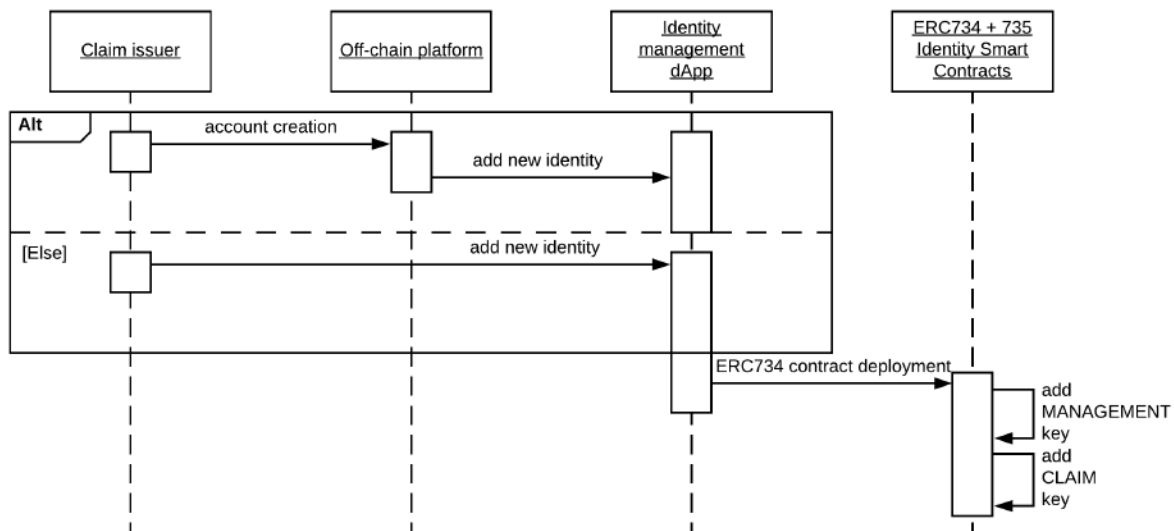 Claim issuer
Off-chain platform
Identity
management
dApp
ERC734 + 735
Identity Smart
Contracts
Alt
account creation
add new identity
[Else]
add new identity
ERC734 contract deployment
add
MANAGEMENT
key
add
CLAIM
key